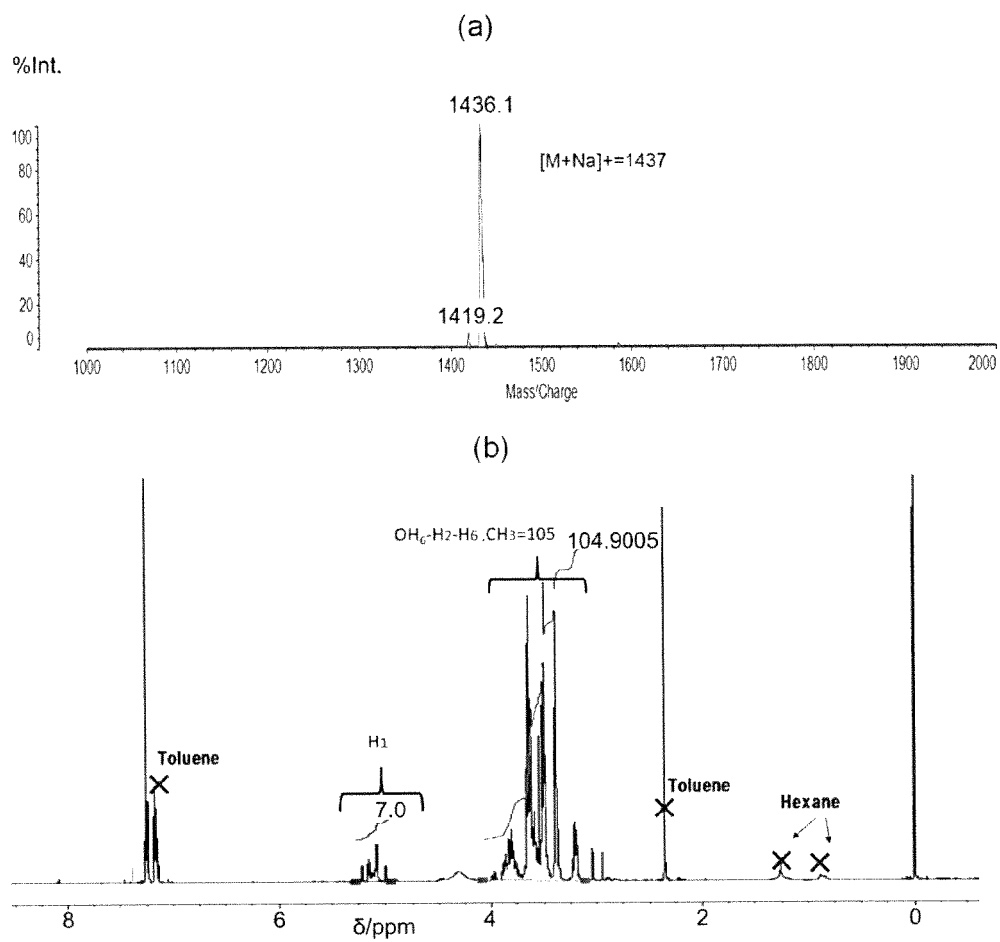 (a)
%Int.
1436.1
[M+Na]+=1437
100
80
60
40
20
0
1419.2
1000 1100 1200 1300 1400 1500 1600 1700 1800 1900 2000
Mass/Charge
(b)
OH6-H2-H6.CH3=105
104.9005
H1
7.0
Toluene
Toluene
Hexane
8 6 4 2 0
δ/ppm